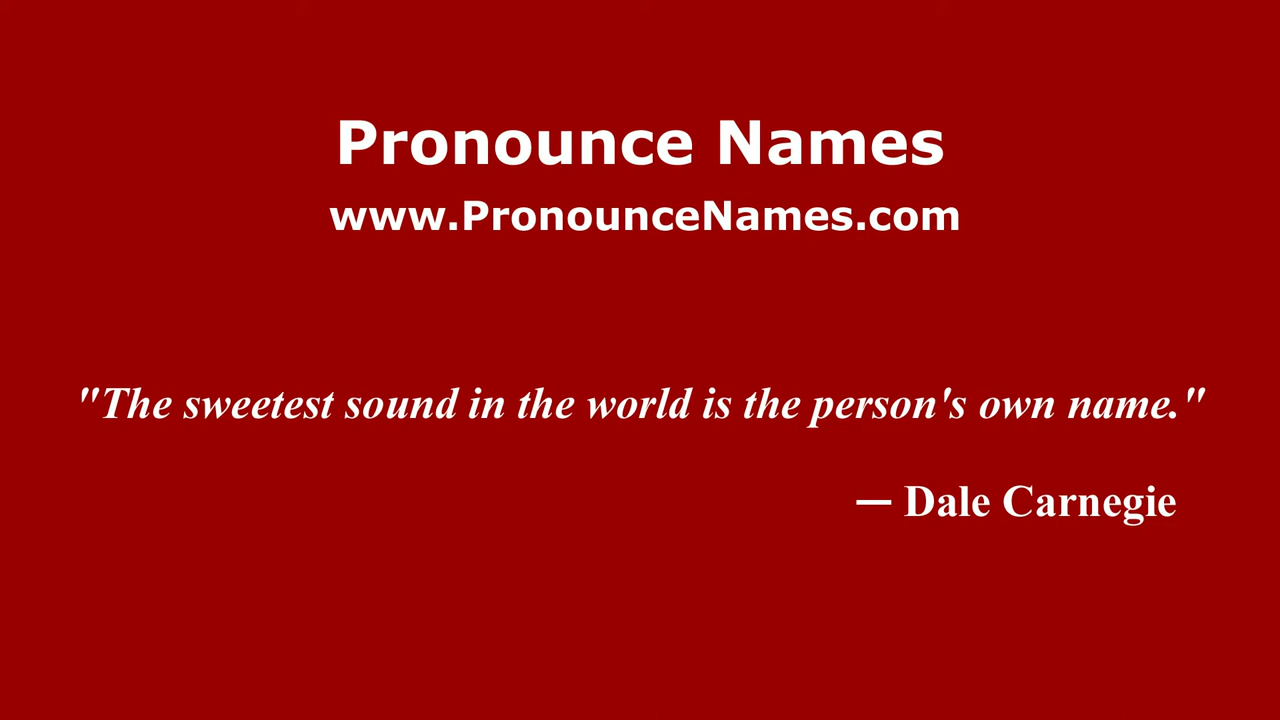 Pronounce Names
www.PronounceNames.com
"The sweetest sound in the world is the person's own name."
— Dale Carnegie